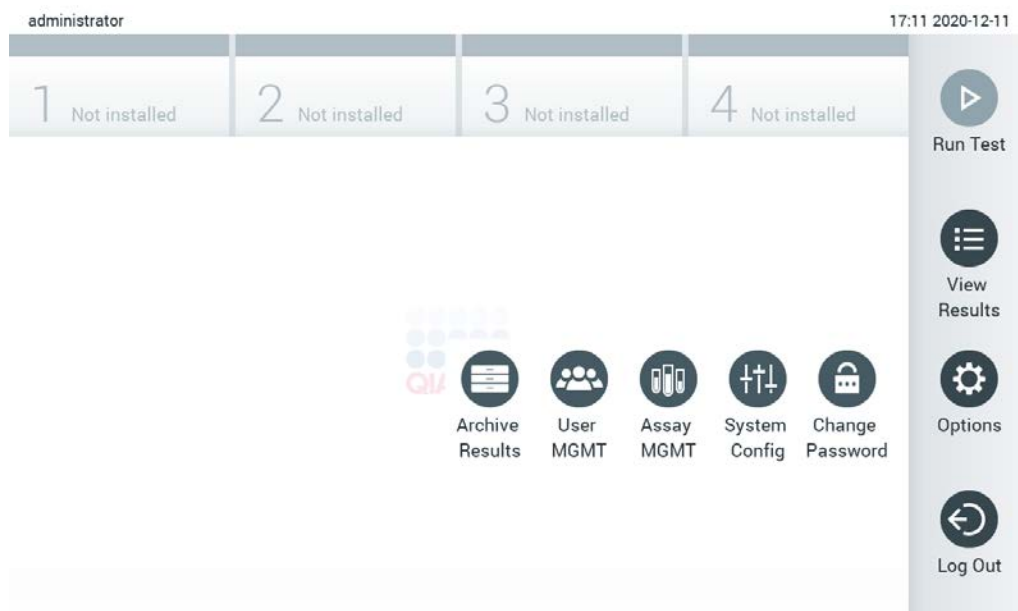 administrator
17:11 2020-12-11
1 Not installed
2 Not installed
3 Not installed
4 Not installed
Run Test
View
Results
QIA
Archive
Results
User
MGMT
Assay
MGMT
System
Config
Change
Password
Options
Log Out